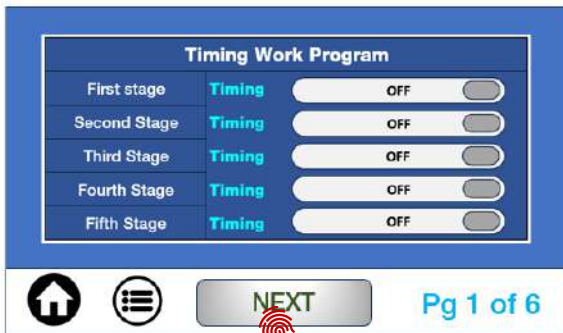 Timing Work Program
First stage Timing OFF
Second Stage Timing OFF
Third Stage Timing OFF
Fourth Stage Timing OFF
Fifth Stage Timing OFF
NEXT Pg 1 of 6